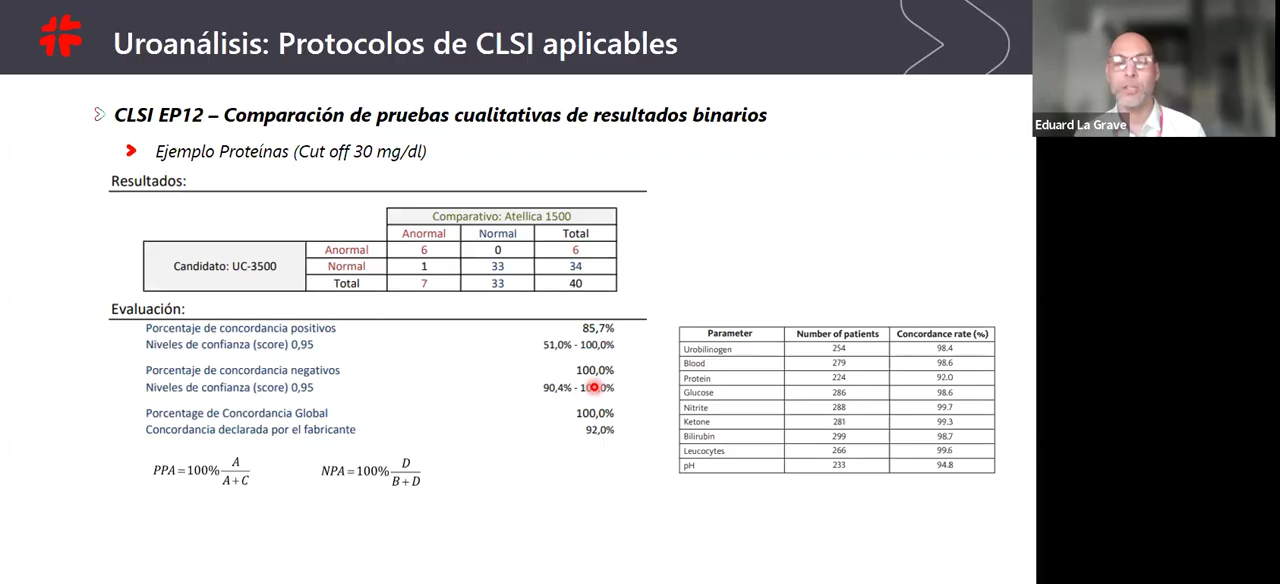 Uroanálisis: Protocolos de CLSI aplicables
Eduard La Grave
CLSI EP12 – Comparación de pruebas cualitativas de resultados binarios
Ejemplo Proteínas (Cut off 30 mg/dl)
Resultados:
Comparativo: Atellica 1500
Anormal Normal Total
Candidato: UC-3500
Anormal 6 0 6
Normal 1 33 34
Total 7 33 40
Evaluación:
Porcentaje de concordancia positivos 85,7%
Niveles de confianza (score) 0,95 51,0% - 100,0%
Porcentaje de concordancia negativos 100,0%
Niveles de confianza (score) 0,95 90,4% - 100,0%
Porcentage de Concordancia Global 100,0%
Concordancia declarada por el fabricante 92,0%
PPA=100% A/A+C
NPA=100% D/B+D
Parameter Number of patients Concordance rate (%)
Urobilinogen 254 98.4
Blood 279 98.6
Protein 224 92.0
Glucose 286 98.6
Nitrite 288 99.7
Ketone 281 99.3
Bilirubin 299 98.7
Leucocytes 266 99.6
pH 233 94.8